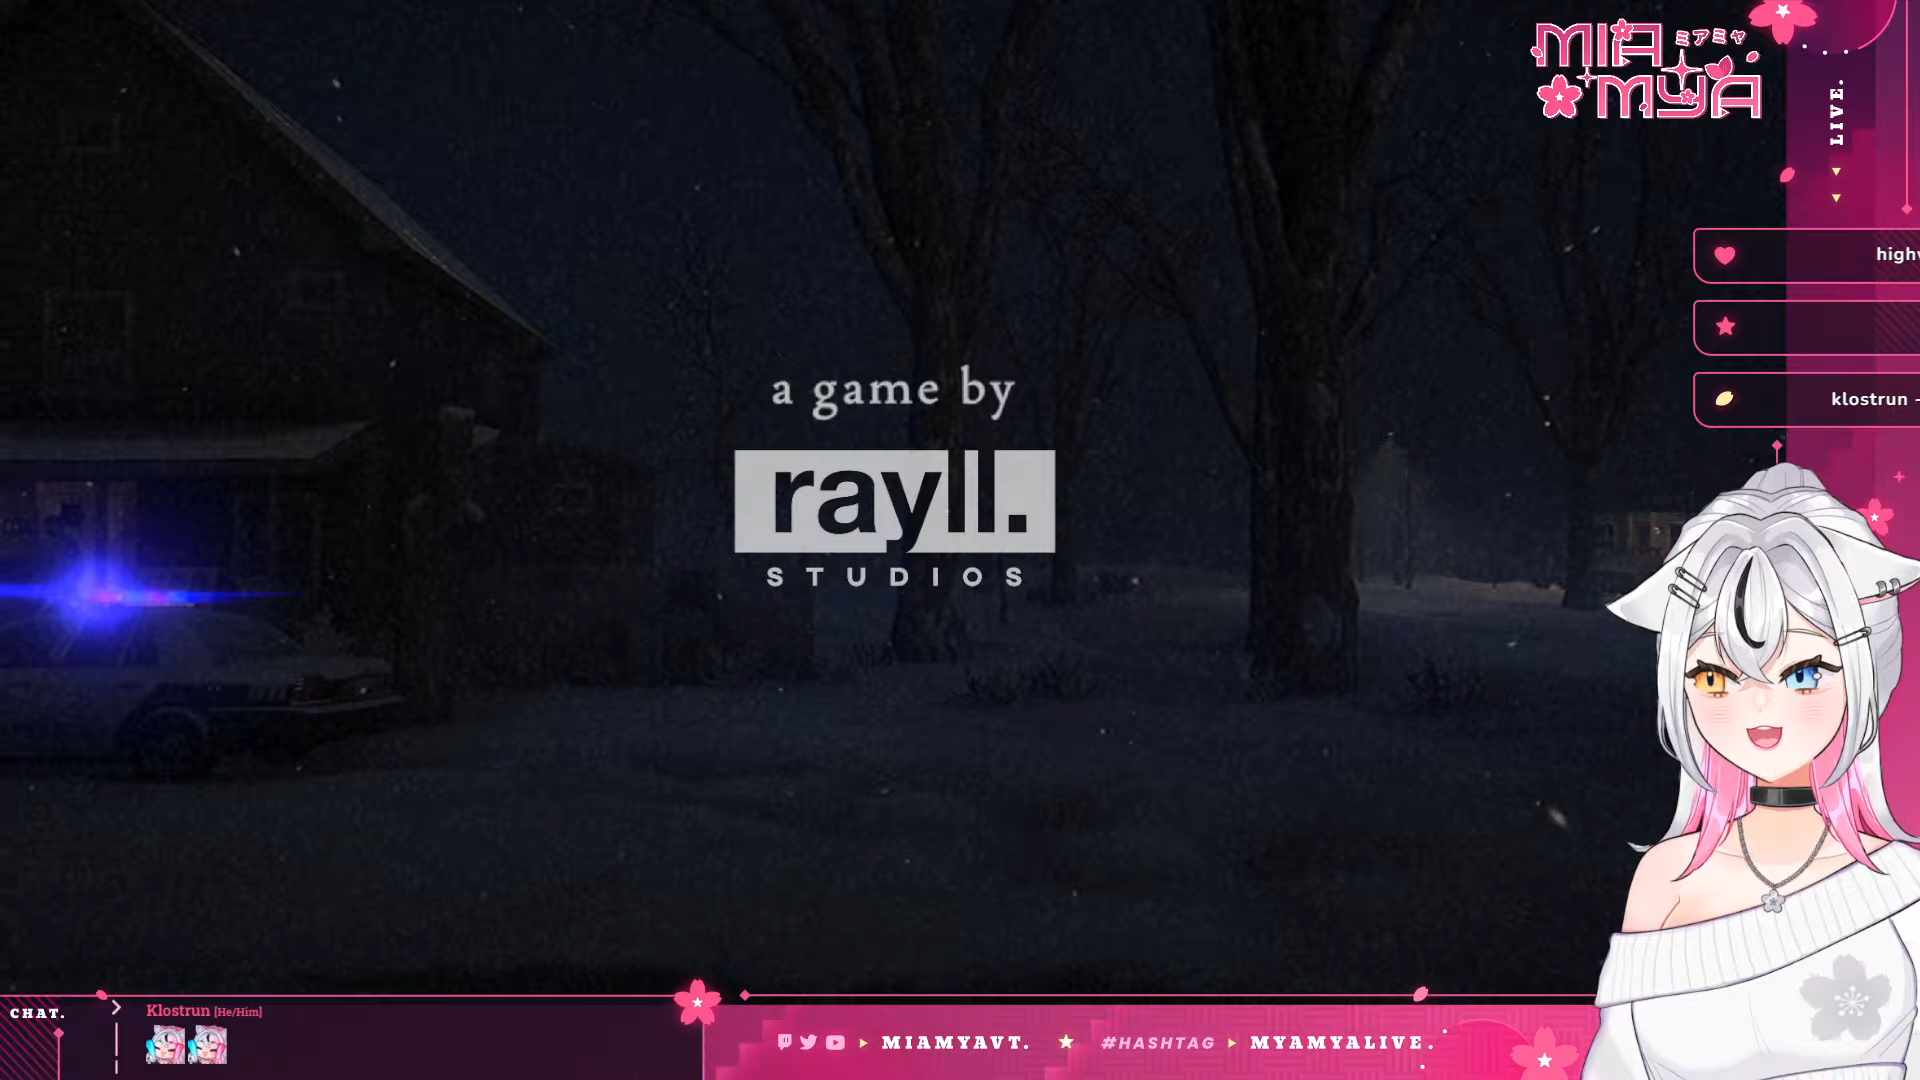 MIA ミアミヤ
MYA
LIVE.
a game by
rayll.
STUDIOS
klostrun -
CHAT.
Klostrun [He/Him]
MIAMYAVT.
#HASHTAG
MYAMYALIVE.